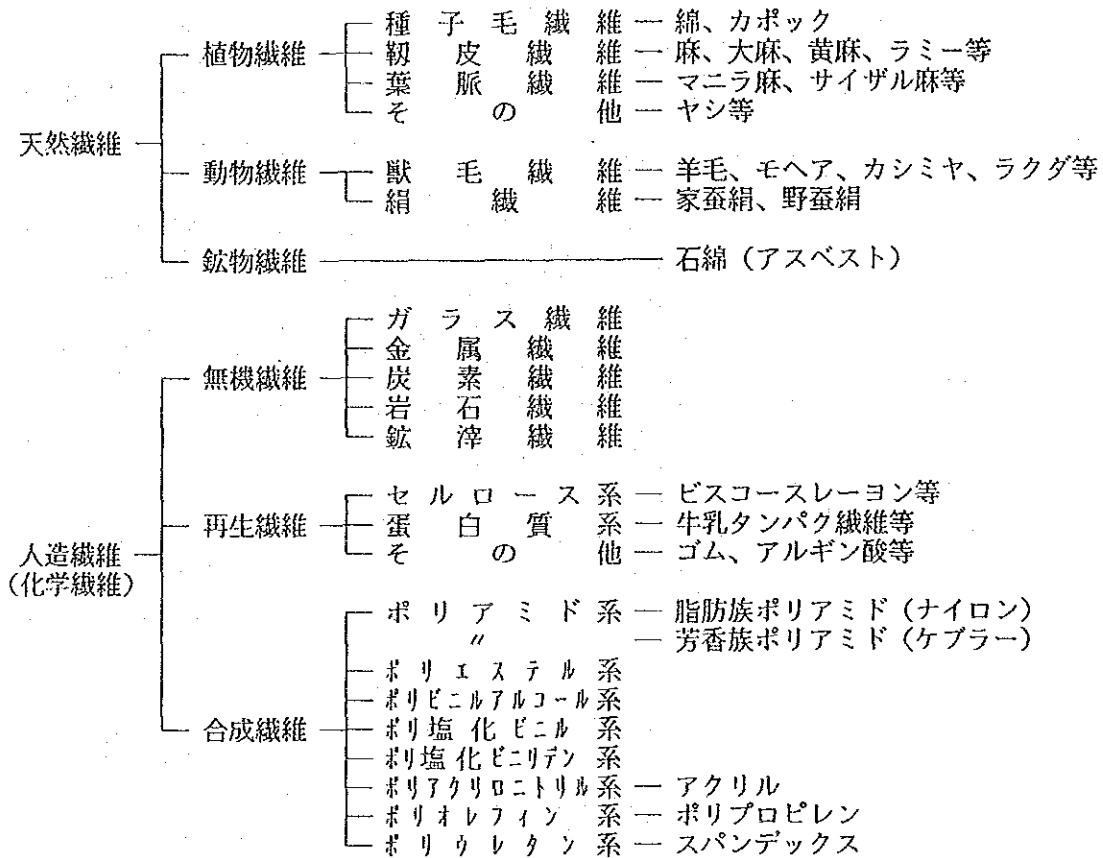 種子毛繊維 — 綿、カポック
植物繊維 靱皮繊維 — 麻、大麻、黄麻、ラミー等
葉脈繊維 — マニラ麻、サイザル麻等
その他 — ヤシ等
天然繊維
動物繊維 獣毛繊維 — 羊毛、モヘア、カシミヤ、ラクダ等
絹繊維 — 家蚕絹、野蚕絹
鉱物繊維 — 石綿（アスベスト）
ガラス繊維
金属繊維
無機繊維 炭素繊維
岩石繊維
鉱滓繊維
セルロース系 — ビスコースレーヨン等
再生繊維 蛋白質系 — 牛乳タンパク繊維等
その他 — ゴム、アルギン酸等
人造繊維
（化学繊維）
ポリアミド系 — 脂肪族ポリアミド（ナイロン）
〃 — 芳香族ポリアミド（ケブラー）
ポリエステル系
ポリビニルアルコール系
合成繊維 ポリ塩化ビニル系
ポリ塩化ビニリデン系
ポリアクリロニトリル系 — アクリル
ポリオレフィン系 — ポリプロピレン
ポリウレタン系 — スパンデックス